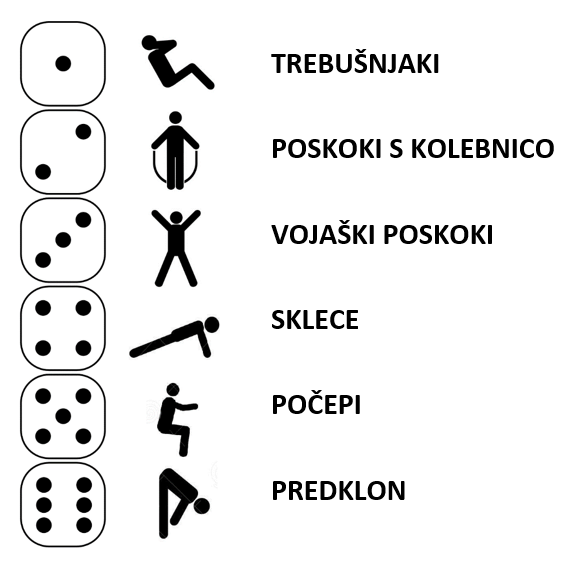 TREBUŠNJAKI
POSKOKI S KOLEBNICO
VOJAŠKI POSKOKI
SKLECE
POČEPI
PREDKLON